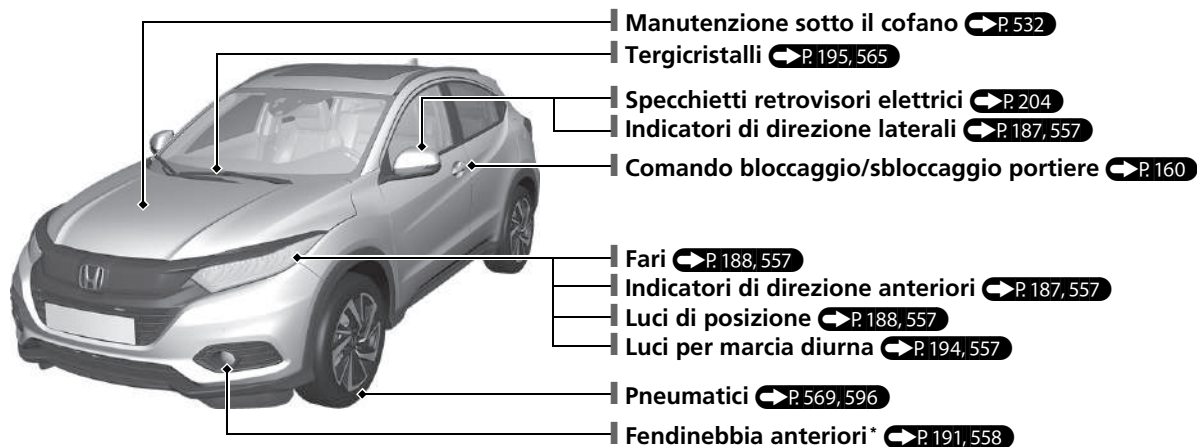 Manutenzione sotto il cofano P. 532
Tergicristalli P. 195, 565
Specchietti retrovisori elettrici P. 204
Indicatori di direzione laterali P. 187, 557
Comando bloccaggio/sbloccaggio portiere P. 160
Fari P. 188, 557
Indicatori di direzione anteriori P. 187, 557
Luci di posizione P. 188, 557
Luci per marcia diurna P. 194, 557
Pneumatici P. 569, 596
Fendinebbia anteriori* P. 191, 558